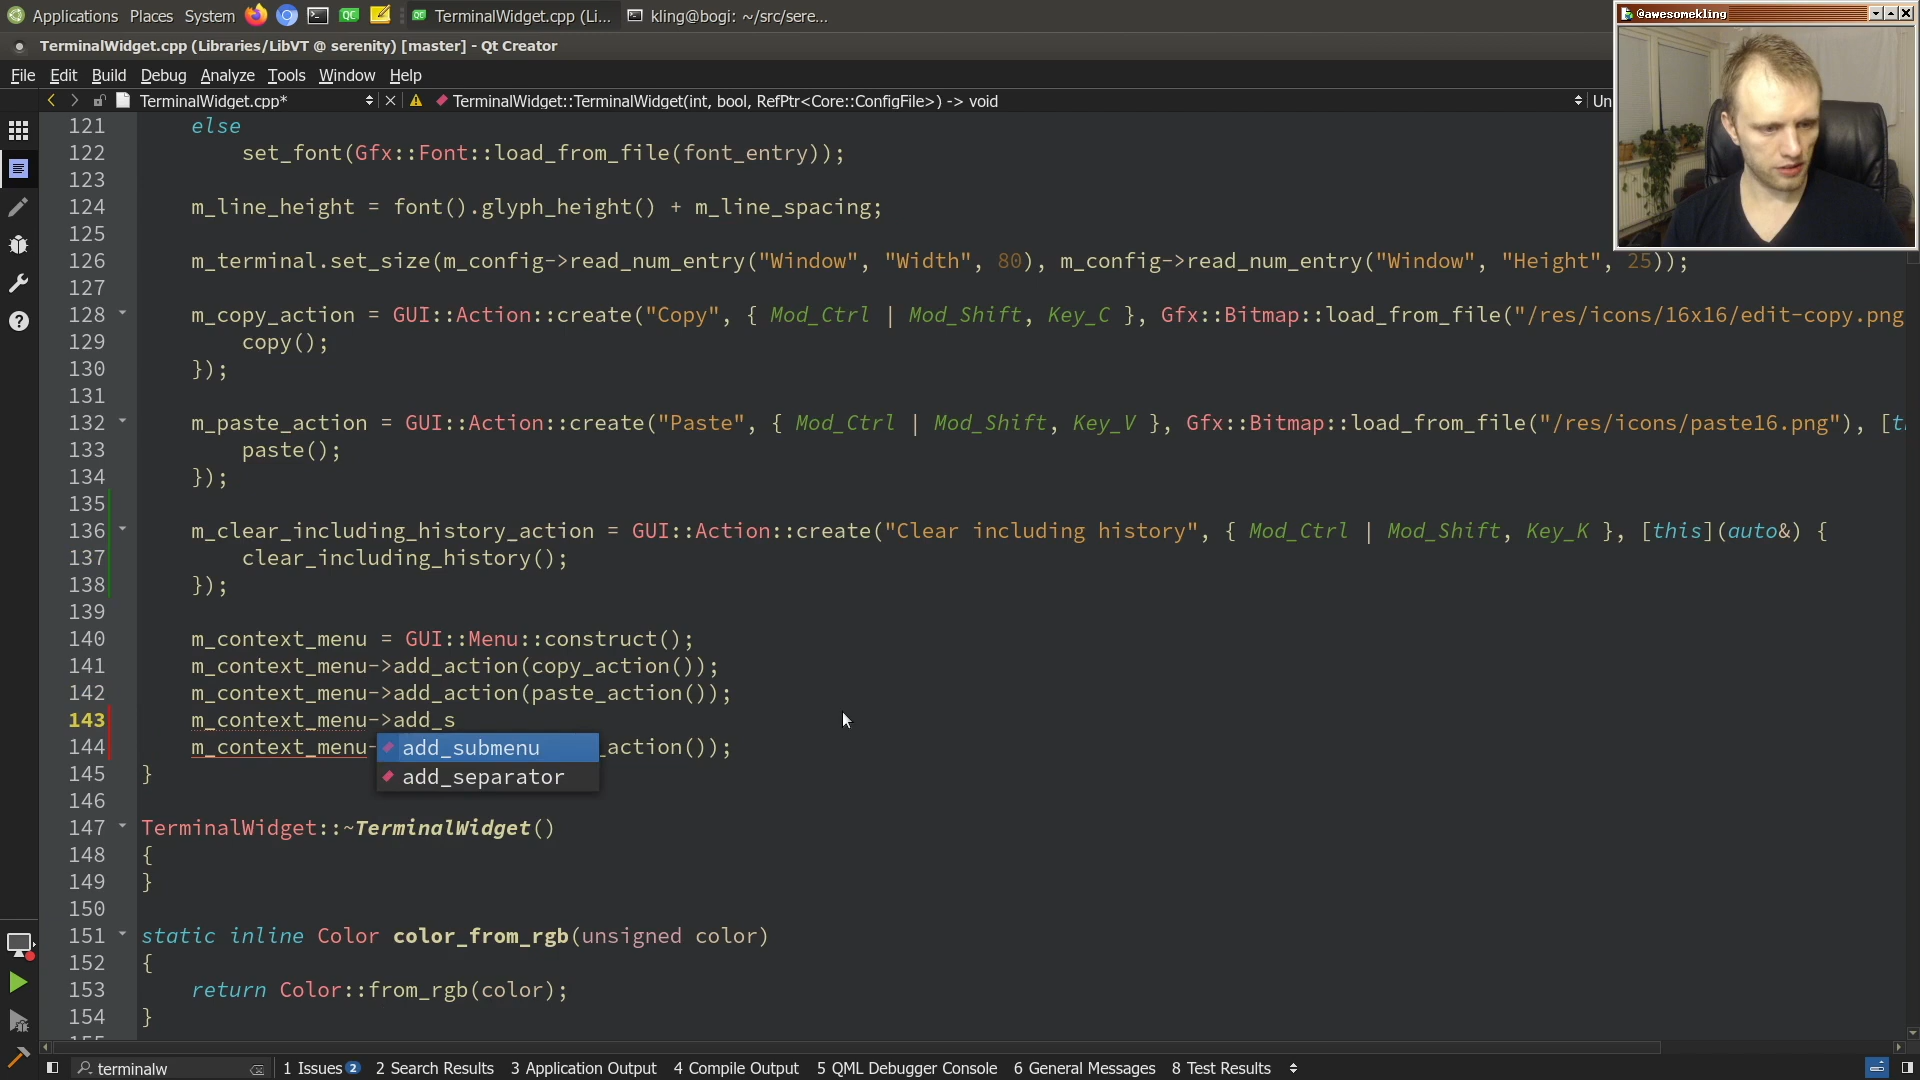 Applications Places System TerminalWidget.cpp (Li... kling@bogi: ~/src/sere...
@awesomekling
TerminalWidget.cpp (Libraries/LibVT @ serenity) [master] - Qt Creator
File Edit Build Debug Analyze Tools Window Help
TerminalWidget.cpp* TerminalWidget::TerminalWidget(int, bool, RefPtr<Core::ConfigFile>) -> void Un
121 else
122 set_font(Gfx::Font::load_from_file(font_entry));
123
124 m_line_height = font().glyph_height() + m_line_spacing;
125
126 m_terminal.set_size(m_config->read_num_entry("Window", "Width", 80), m_config->read_num_entry("Window", "Height", 25));
127
128 m_copy_action = GUI::Action::create("Copy", { Mod_Ctrl | Mod_Shift, Key_C }, Gfx::Bitmap::load_from_file("/res/icons/16x16/edit-copy.png
129 copy();
130 });
131
132 m_paste_action = GUI::Action::create("Paste", { Mod_Ctrl | Mod_Shift, Key_V }, Gfx::Bitmap::load_from_file("/res/icons/paste16.png"), [t
133 paste();
134 });
135
136 m_clear_including_history_action = GUI::Action::create("Clear including history", { Mod_Ctrl | Mod_Shift, Key_K }, [this](auto&) {
137 clear_including_history();
138 });
139
140 m_context_menu = GUI::Menu::construct();
141 m_context_menu->add_action(copy_action());
142 m_context_menu->add_action(paste_action());
143 m_context_menu->add_s
144 m_context_menu- _action());
add_submenu
add_separator
145 }
146
147 TerminalWidget::~TerminalWidget()
148 {
149 }
150
151 static inline Color color_from_rgb(unsigned color)
152 {
153 return Color::from_rgb(color);
154 }
terminalw 1 Issues 2 2 Search Results 3 Application Output 4 Compile Output 5 QML Debugger Console 6 General Messages 8 Test Results